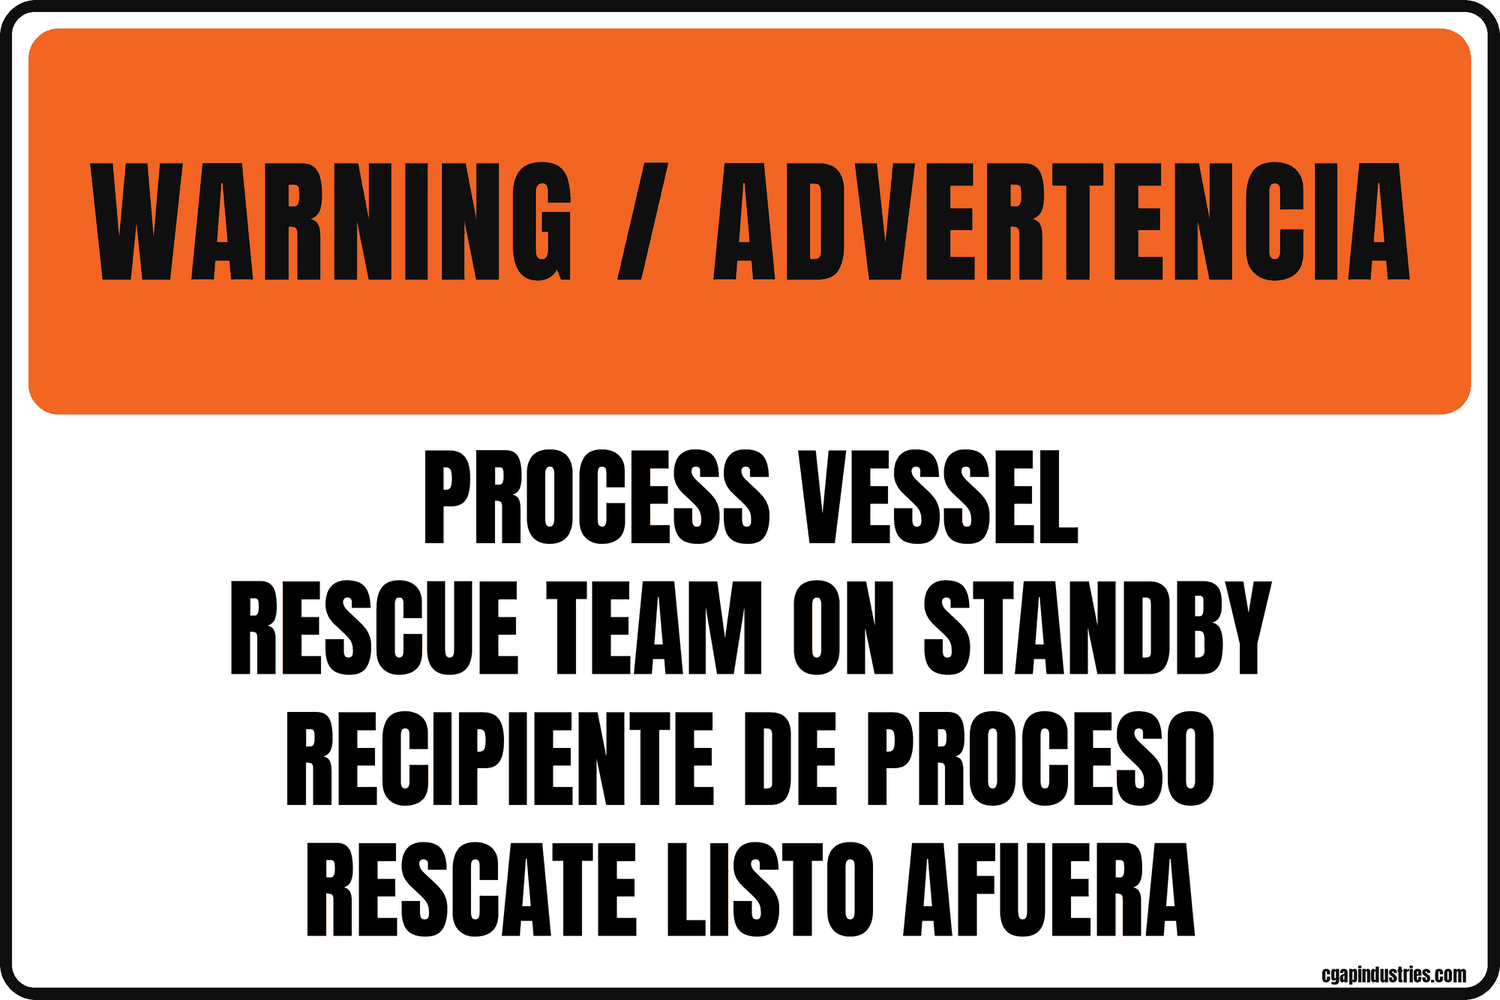 WARNING / ADVERTENCIA
PROCESS VESSEL
RESCUE TEAM ON STANDBY
RECIPIENTE DE PROCESO
RESCATE LISTO AFUERA
cgapindustries.com